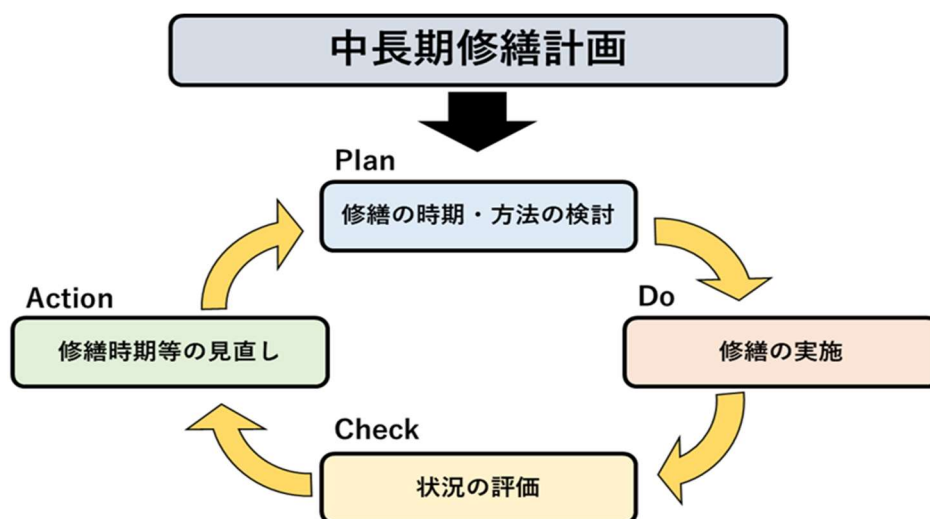 中長期修繕計画
Plan
修繕の時期・方法の検討
Do
修繕の実施
Check
状況の評価
Action
修繕時期等の見直し